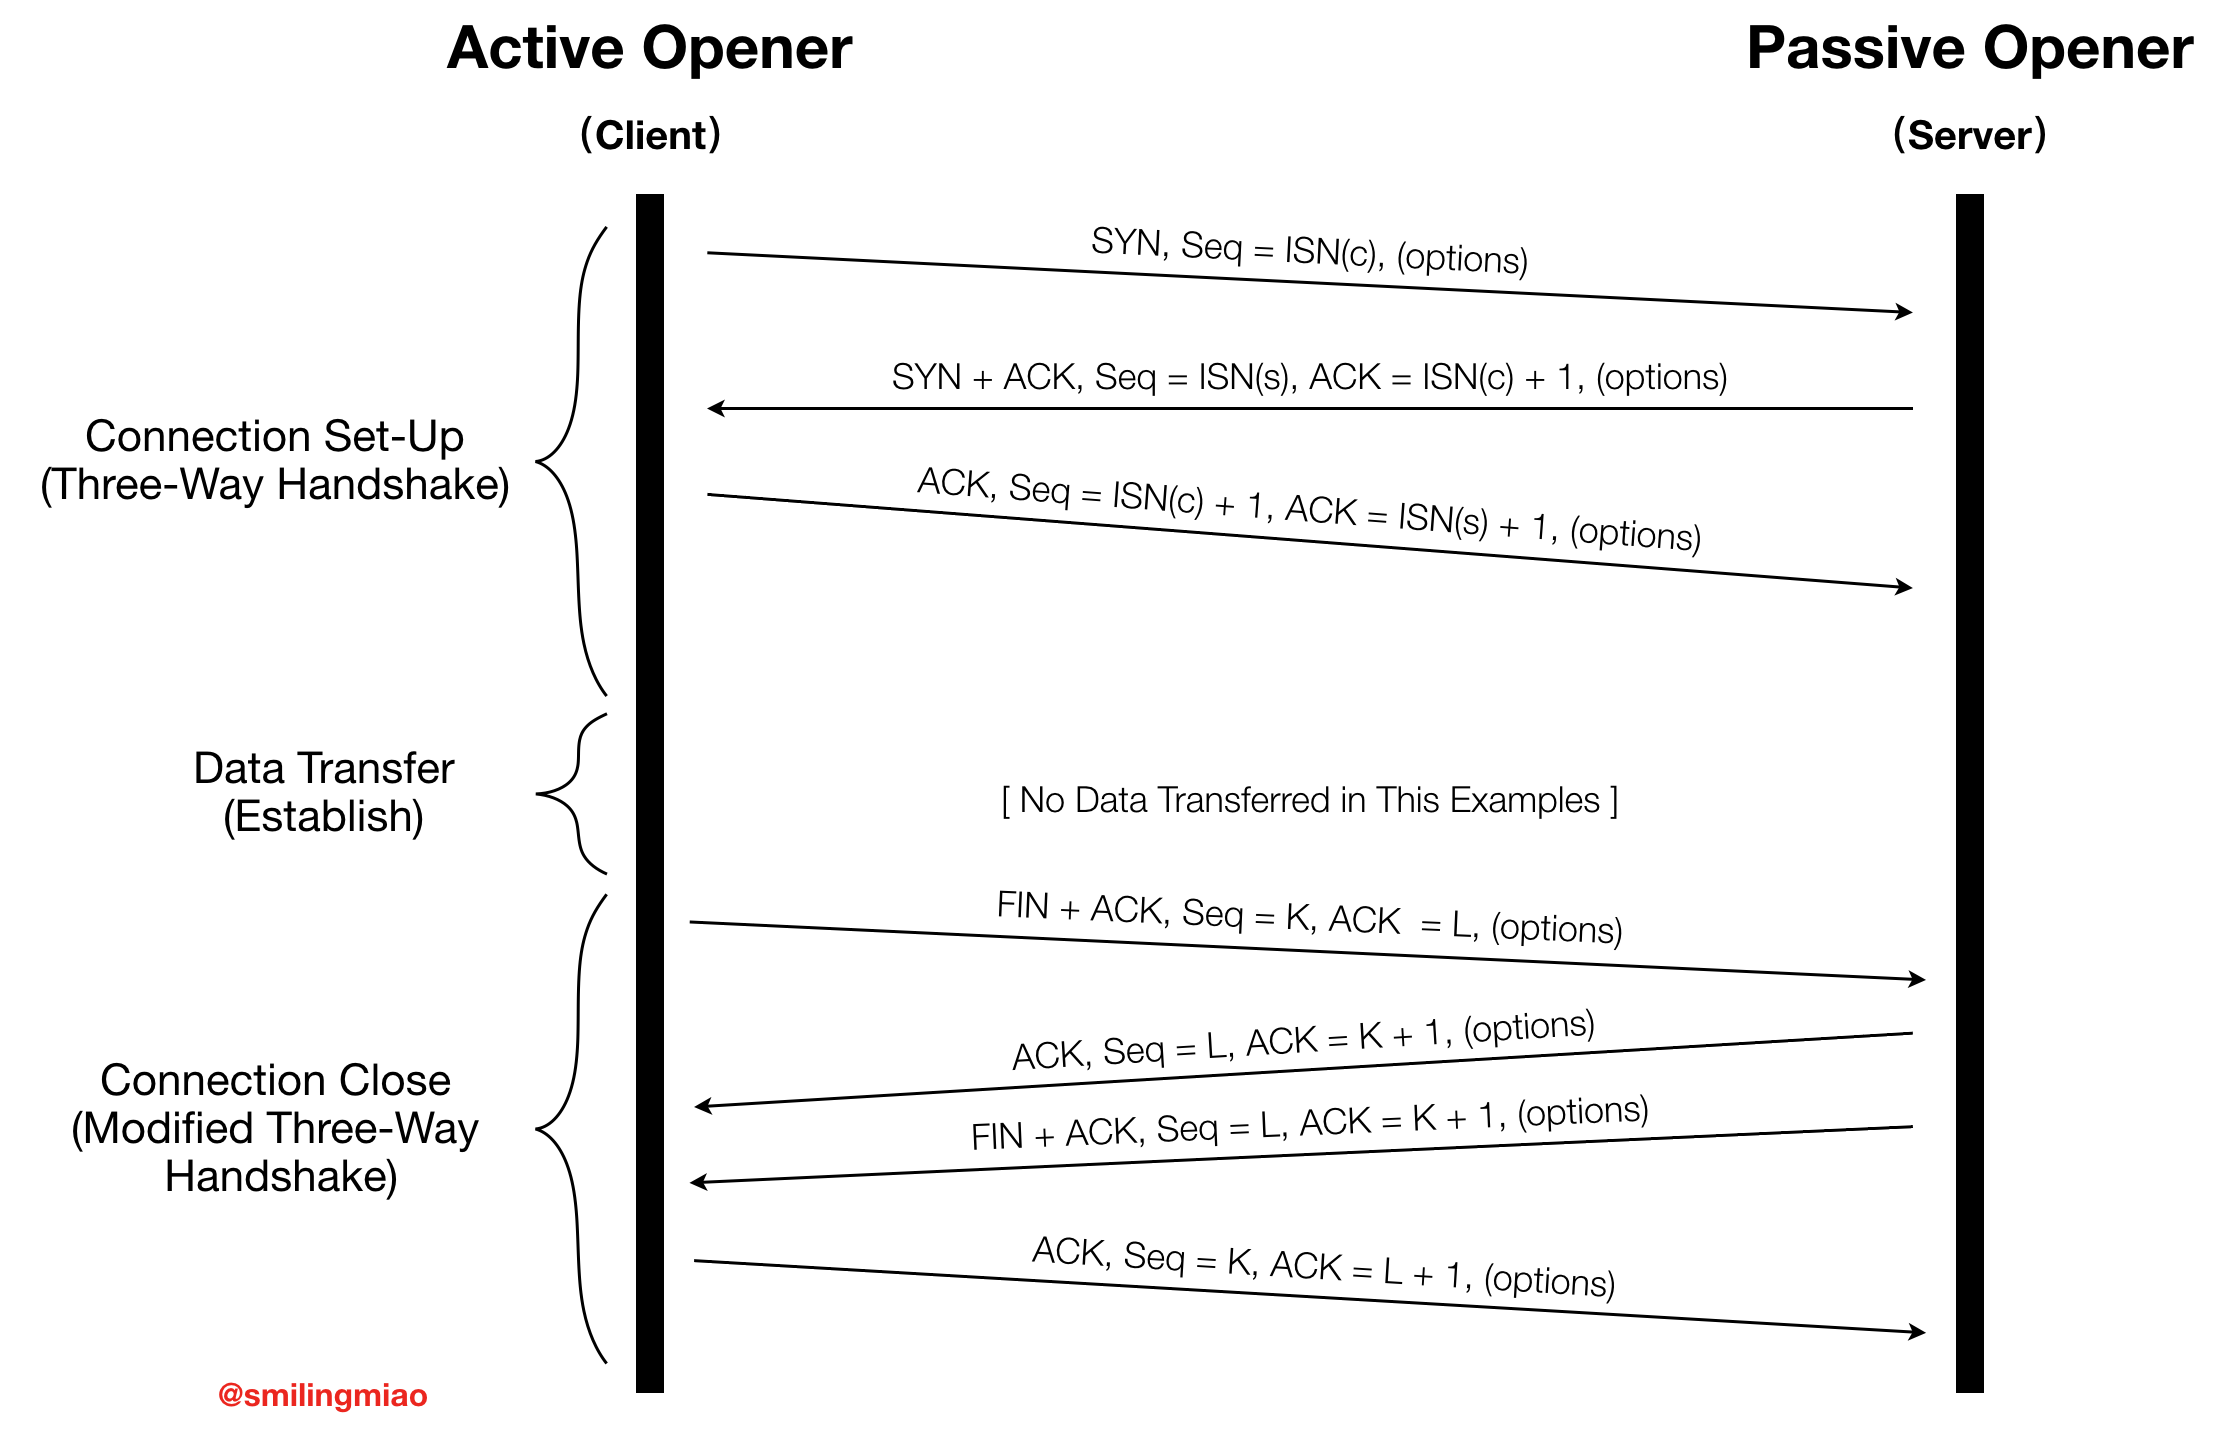 Active Opener
Passive Opener
(Client)
(Server)
SYN, Seq = ISN(c), (options)
SYN + ACK, Seq = ISN(s), ACK = ISN(c) + 1, (options)
Connection Set-Up
(Three-Way Handshake)
ACK, Seq = ISN(c) + 1, ACK = ISN(s) + 1, (options)
Data Transfer
(Establish)
[ No Data Transferred in This Examples ]
FIN + ACK, Seq = K, ACK  = L, (options)
ACK, Seq = L, ACK = K + 1, (options)
Connection Close
(Modified Three-Way
Handshake)
FIN + ACK, Seq = L, ACK = K + 1, (options)
ACK, Seq = K, ACK = L + 1, (options)
@smilingmiao